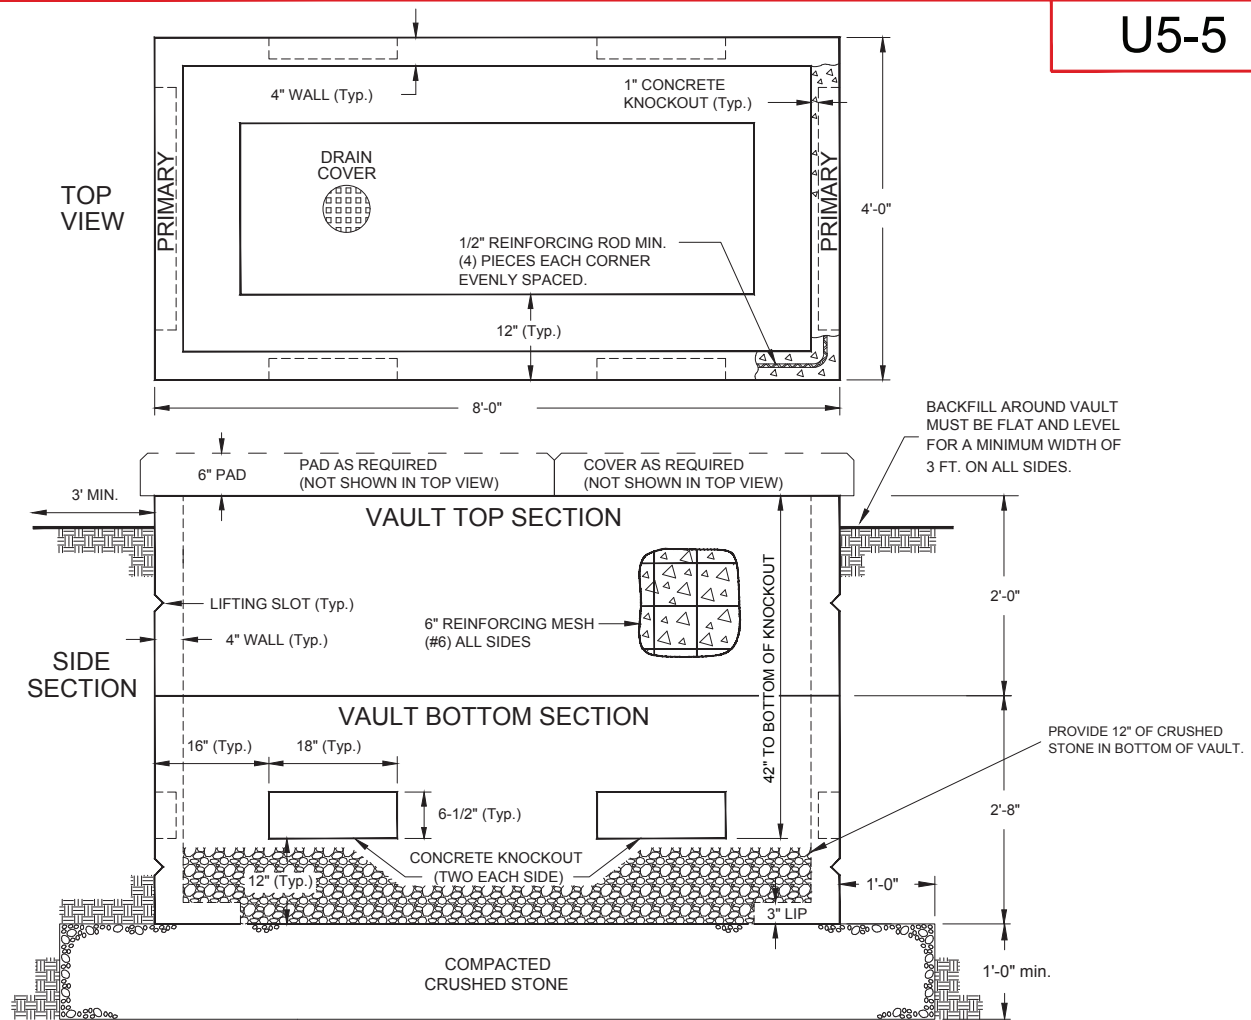 U5-5
4" WALL (Typ.)
1" CONCRETE
KNOCKOUT (Typ.)
DRAIN
COVER
TOP
VIEW
PRIMARY
PRIMARY
4'-0"
1/2" REINFORCING ROD MIN.
(4) PIECES EACH CORNER
EVENLY SPACED.
12" (Typ.)
8'-0"
BACKFILL AROUND VAULT
MUST BE FLAT AND LEVEL
FOR A MINIMUM WIDTH OF
3 FT. ON ALL SIDES.
6" PAD
PAD AS REQUIRED
(NOT SHOWN IN TOP VIEW)
COVER AS REQUIRED
(NOT SHOWN IN TOP VIEW)
3' MIN.
VAULT TOP SECTION
LIFTING SLOT (Typ.)
4" WALL (Typ.)
6" REINFORCING MESH
(#6) ALL SIDES
42" TO BOTTOM OF KNOCKOUT
2'-0"
SIDE
SECTION
VAULT BOTTOM SECTION
16" (Typ.)
18" (Typ.)
PROVIDE 12" OF CRUSHED
STONE IN BOTTOM OF VAULT.
6-1/2" (Typ.)
2'-8"
CONCRETE KNOCKOUT
(TWO EACH SIDE)
12" (Typ.)
1'-0"
3" LIP
COMPACTED
CRUSHED STONE
1'-0" min.